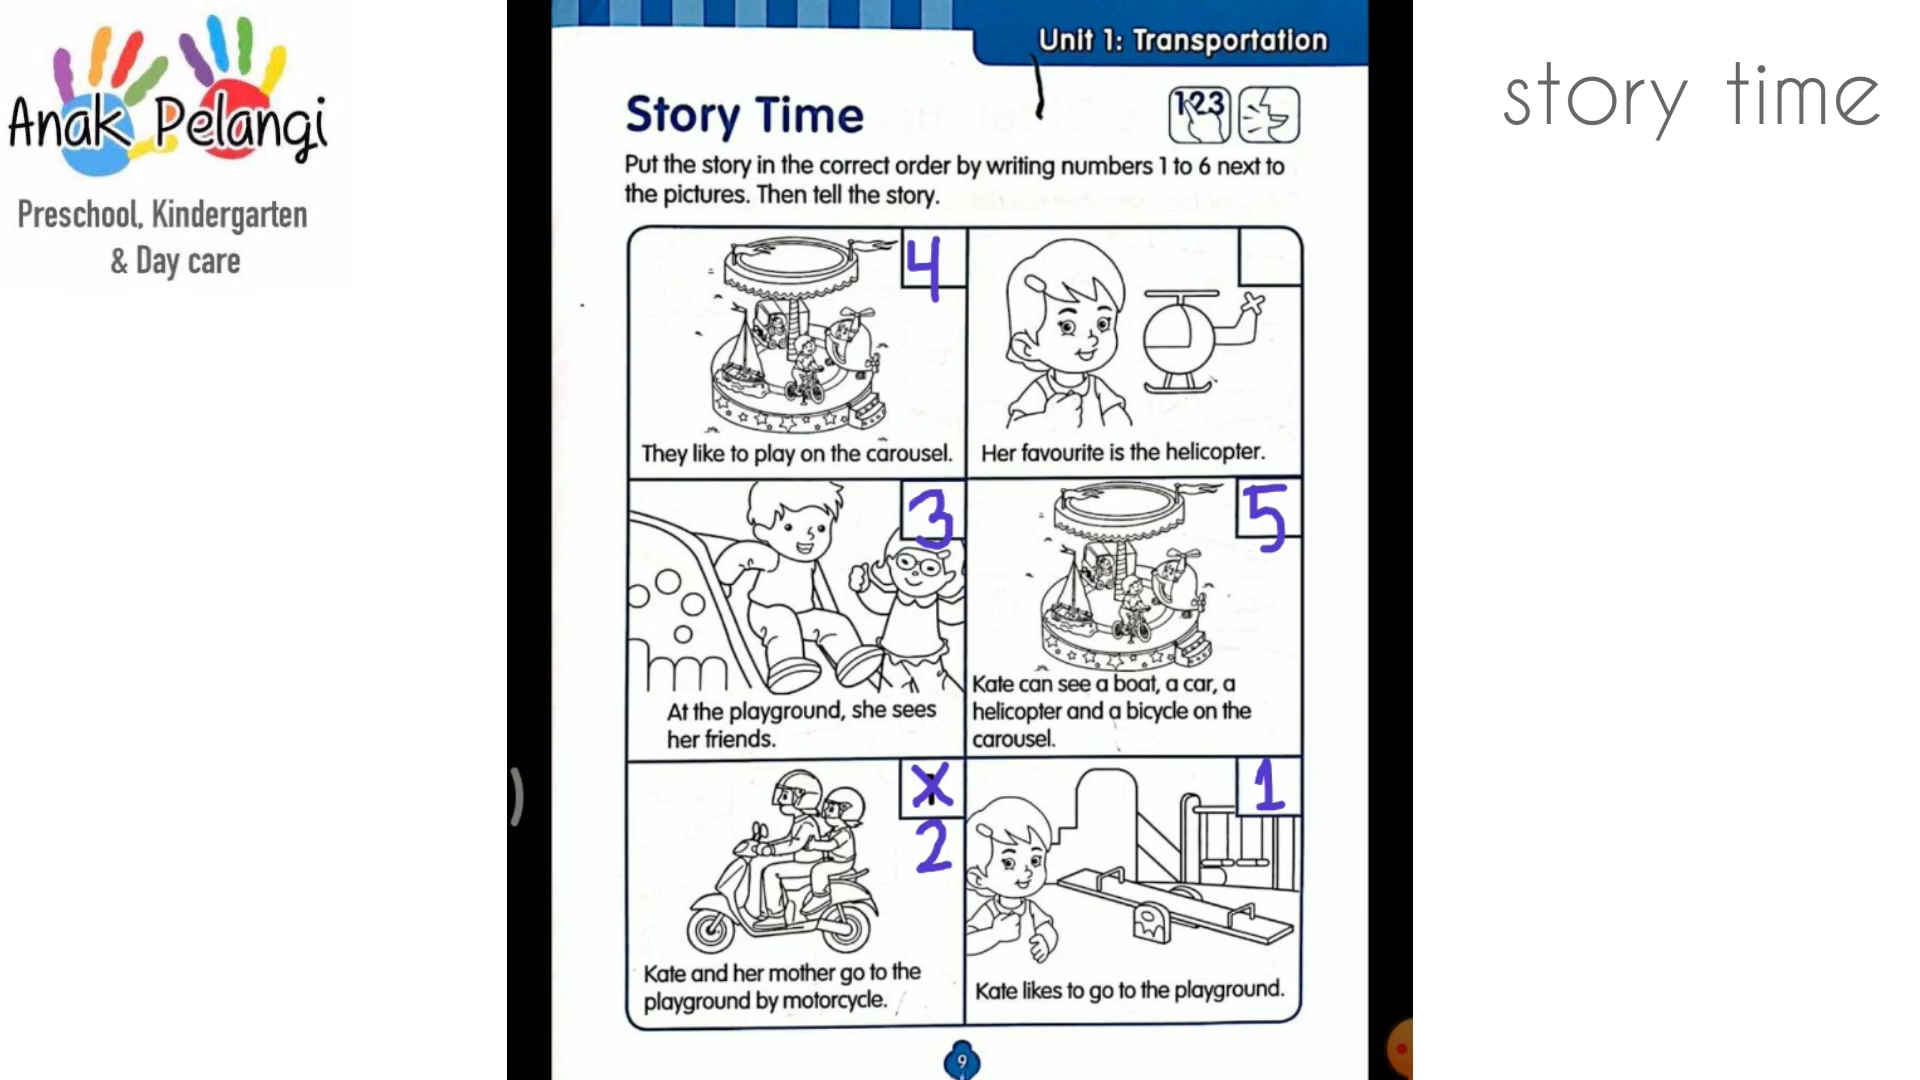 Anak Pelangi
Preschool, Kindergarten
& Day care
story time
Unit 1: Transportation
Story Time
123
Put the story in the correct order by writing numbers 1 to 6 next to
the pictures. Then tell the story.
4
They like to play on the carousel.
Her favourite is the helicopter.
3
At the playground, she sees
her friends.
5
Kate can see a boat, a car, a
helicopter and a bicycle on the
carousel.
X
2
Kate and her mother go to the
playground by motorcycle.
1
Kate likes to go to the playground.
9